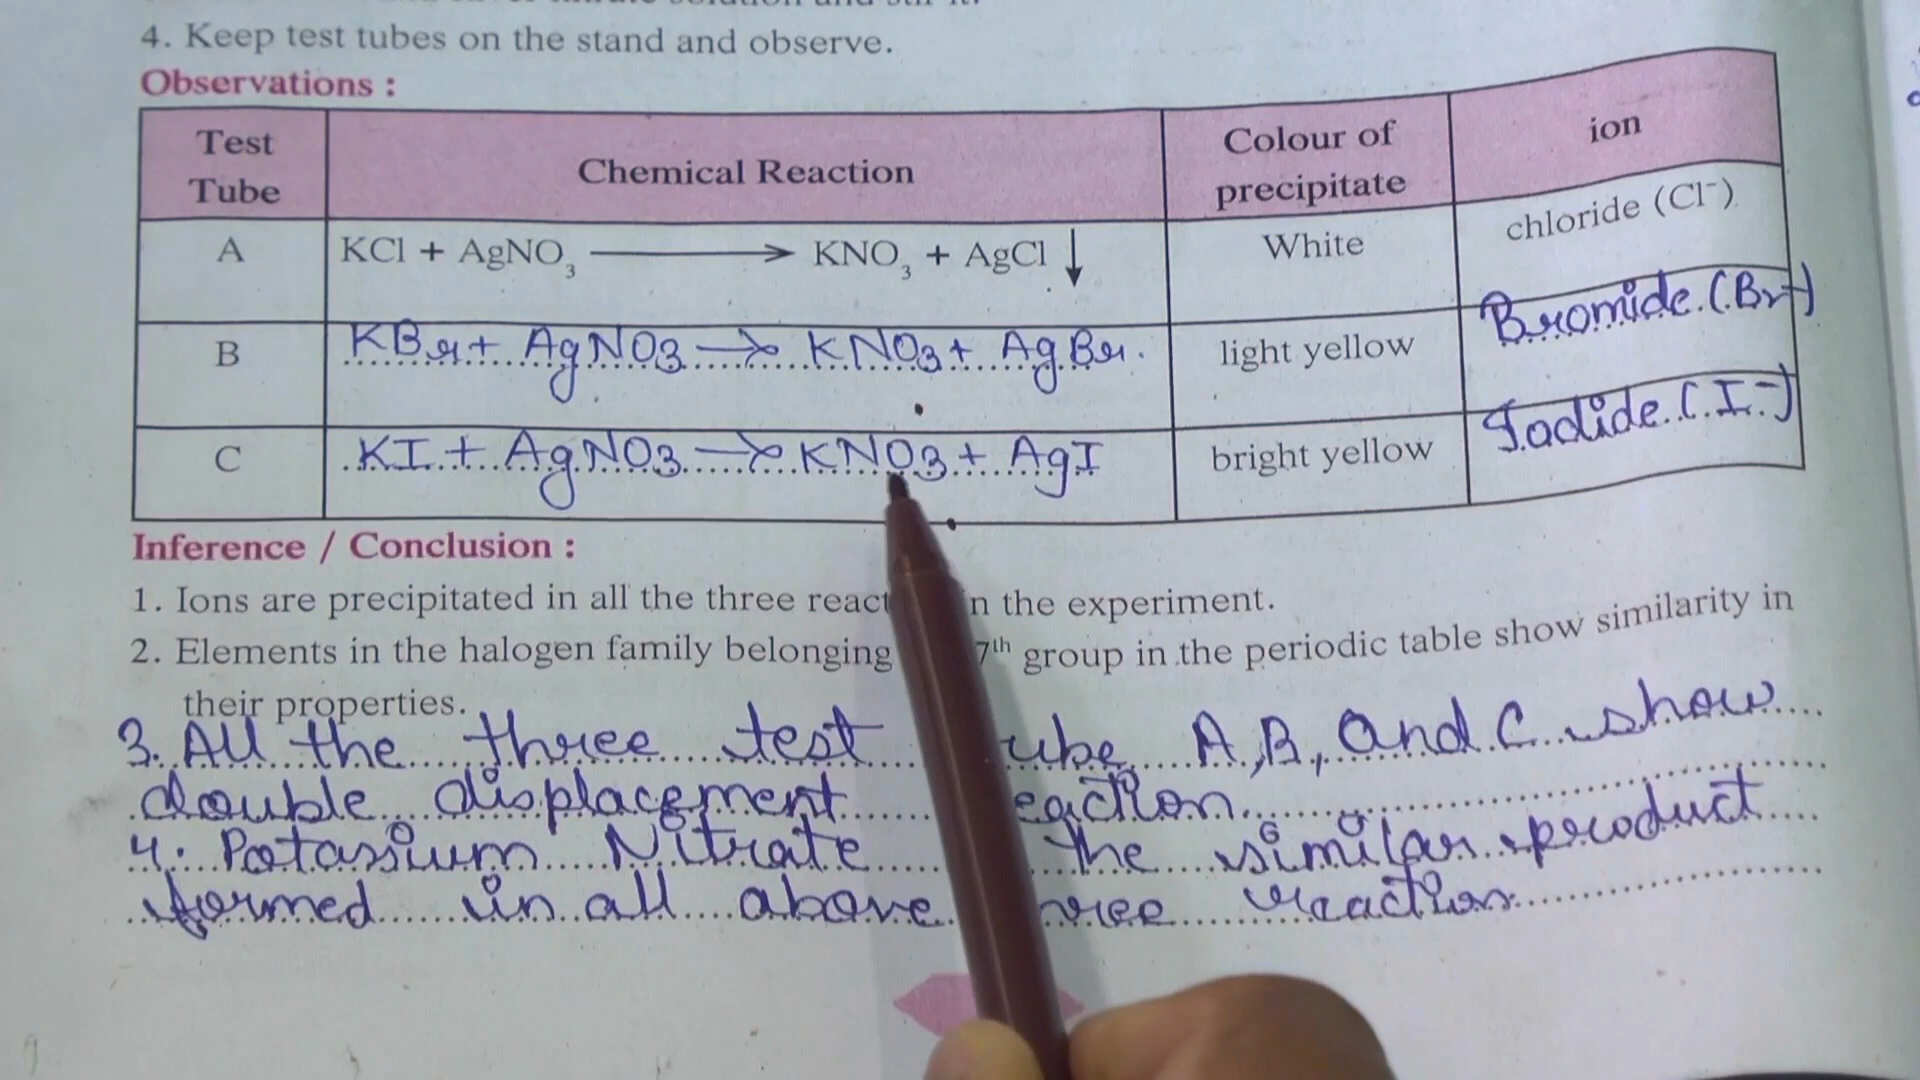 4. Keep test tubes on the stand and observe.
Observations :
Test Tube | Chemical Reaction | Colour of precipitate | ion
A | KCl + AgNO₃ ⟶ KNO₃ + AgCl ↓ | White | chloride (Cl⁻)
B | KBr + AgNO3 → KNO3 + AgBr. | light yellow | Bromide (Br-)
C | KI + AgNO3 → KNO3 + AgI | bright yellow | Iodide (I-)
Inference / Conclusion :
1. Ions are precipitated in all the three react n the experiment.
2. Elements in the halogen family belonging 7th group in the periodic table show similarity in
their properties.
3. All the three test ube A, B, and C show
double displacement eaction
4. Potassium Nitrate the similar product
formed in all above hree reaction